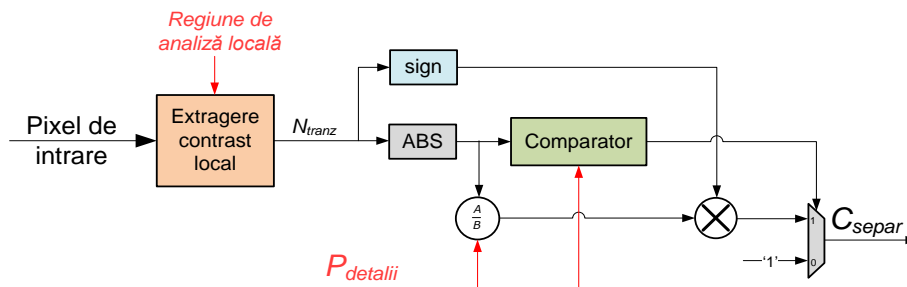 Regiune de
analiză locală
Pixel de
intrare
Extragere
contrast
local
N_tranz
sign
ABS
Comparator
A
B
P_detalii
1
0
'1'
C_separ